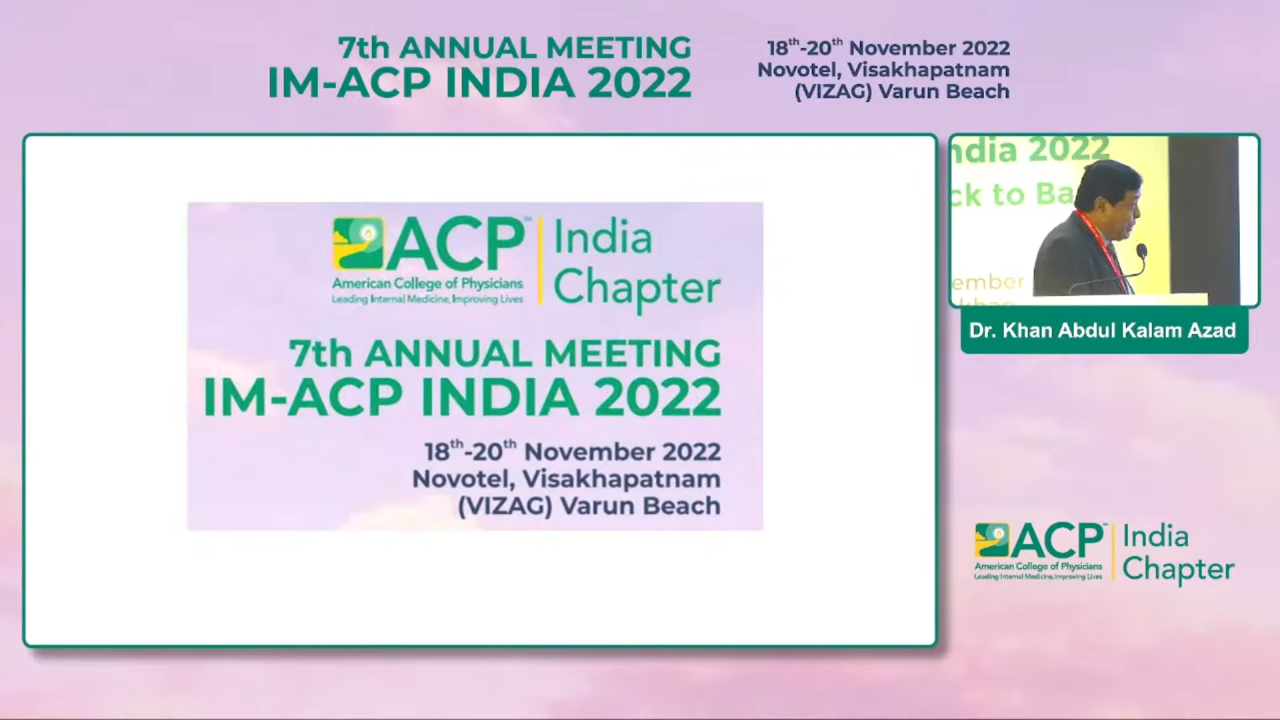 7th ANNUAL MEETING
IM-ACP INDIA 2022
18th-20th November 2022
Novotel, Visakhapatnam
(VIZAG) Varun Beach
ACP
American College of Physicians
Leading Internal Medicine, Improving Lives
India
Chapter
7th ANNUAL MEETING
IM-ACP INDIA 2022
18th-20th November 2022
Novotel, Visakhapatnam
(VIZAG) Varun Beach
ndia 2022
ck to Ba
ember
Dr. Khan Abdul Kalam Azad
ACP
American College of Physicians
Leading Internal Medicine, Improving Lives
India
Chapter